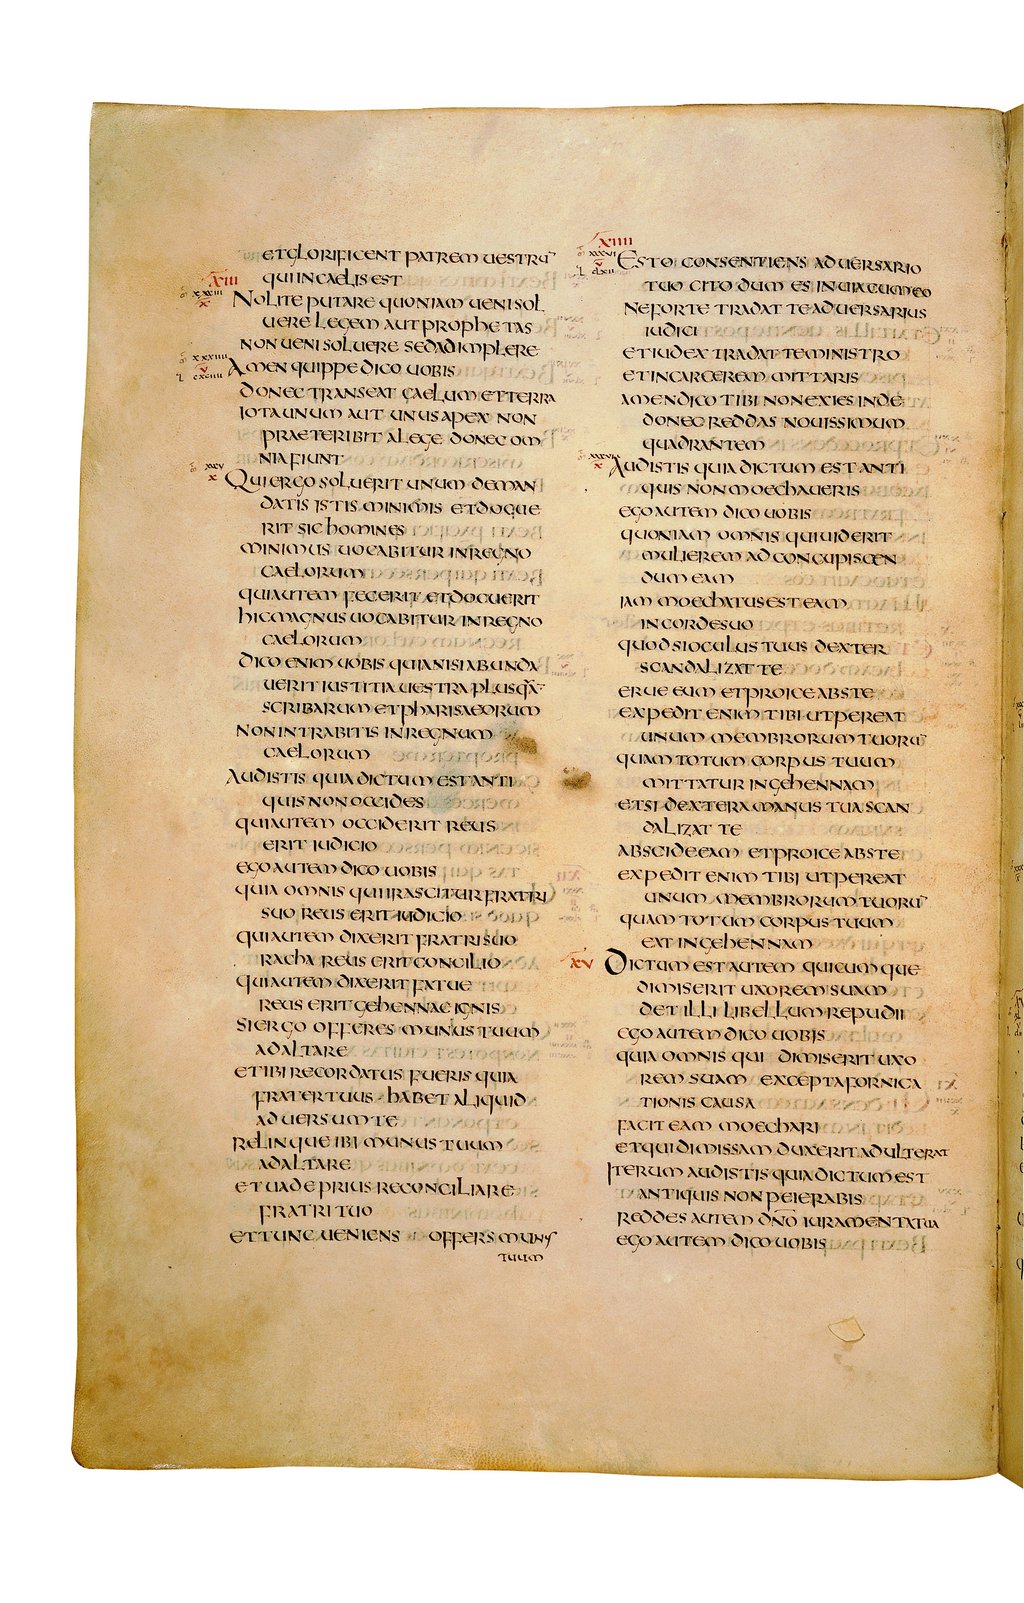 ET GLORIFICENT PATREM UESTRU̅
QUI IN CAELIS EST
XIII
XXXIII
X
NOLITE PUTARE QUONIAM UENI SOL
UERE LEGEM AUT PROPHETAS
NON UENI SOLUERE SED ADIMPLERE
XXXIIII
V
L CXCIIII
AMEN QUIPPE DICO UOBIS
DONEC TRANSEAT CAELUM ET TERRA
IOTA UNUM AUT UNUS APEX NON
PRAETERIBIT A LEGE DONEC OM
NIA FIUNT
XXXV
X
QUI ERGO SOLUERIT UNUM DE MAN
DATIS ISTIS MINIMIS ET DOCUE
RIT SIC HOMINES
MINIMUS UOCABITUR IN REGNO
CAELORUM
QUI AUTEM FECERIT ET DOCUERIT
HIC MAGNUS UOCABITUR IN REGNO
CAELORUM
DICO ENIM UOBIS QUIA NISI ABUNDA
UERIT IUSTITIA UESTRA PLUS QA̅
SCRIBARUM ET PHARISAEORUM
NON INTRABITIS IN REGNUM
CAELORUM
AUDISTIS QUIA DICTUM EST ANTI
QUIS NON OCCIDES
QUI AUTEM OCCIDERIT REUS
ERIT IUDICIO
EGO AUTEM DICO UOBIS
QUIA OMNIS QUI IRASCITUR FRATRI
SUO REUS ERIT IUDICIO
QUI AUTEM DIXERIT FRATRI SUO
RACHA REUS ERIT CONCILIO
QUI AUTEM DIXERIT FATUE
REUS ERIT GEHENNAE IGNIS
SI ERGO OFFERES MUNUS TUUM
AD ALTARE
ET IBI RECORDATUS FUERIS QUIA
FRATER TUUS HABET ALIQUID
ADUERSUM TE
RELINQUE IBI MUNUS TUUM
AD ALTARE
ET UADE PRIUS RECONCILIARE
FRATRI TUO
ET TUNC UENIENS OFFERS MUNUS
TUUM
XIIII
XXXVI
V
L CLXII
ESTO CONSENTIENS ADUERSARIO
TUO CITO DUM ES IN UIA CUM EO
NE FORTE TRADAT TE ADUERSARIUS
IUDICI
ET IUDEX TRADAT TE MINISTRO
ET IN CARCEREM MITTARIS
AMEN DICO TIBI NON EXIES INDE
DONEC REDDAS NOUISSIMUM
QUADRANTEM
XXXVII
X
AUDISTIS QUIA DICTUM EST ANTI
QUIS NON MOECHAUERIS
EGO AUTEM DICO UOBIS
QUONIAM OMNIS QUI UIDERIT
MULIEREM AD CONCUPISCEN
DUM EAM
IAM MOECHATUS EST EAM
IN CORDE SUO
QUOD SI OCULUS TUUS DEXTER
SCANDALIZAT TE
ERUE EUM ET PROICE ABS TE
EXPEDIT ENIM TIBI UT PEREAT
UNUM MEMBRORUM TUORU̅
QUAM TOTUM CORPUS TUUM
MITTATUR IN GEHENNAM
ET SI DEXTERA MANUS TUA SCAN
DALIZAT TE
ABSCIDE EAM ET PROICE ABS TE
EXPEDIT ENIM TIBI UT PEREAT
UNUM MEMBRORUM TUORU̅
QUAM TOTUM CORPUS TUUM
EAT IN GEHENNAM
XV
DICTUM EST AUTEM QUICUMQUE
DIMISERIT UXOREM SUAM
DET ILLI LIBELLUM REPUDII
EGO AUTEM DICO UOBIS
QUIA OMNIS QUI DIMISERIT UXO
REM SUAM EXCEPTA FORNICA
TIONIS CAUSA
FACIT EAM MOECHARI
ET QUI DIMISSAM DUXERIT ADULTERAT
ITERUM AUDISTIS QUIA DICTUM EST
ANTIQUIS NON PEIERABIS
REDDES AUTEM DN̅O IURAMENTA TUA
EGO AUTEM DICO UOBIS